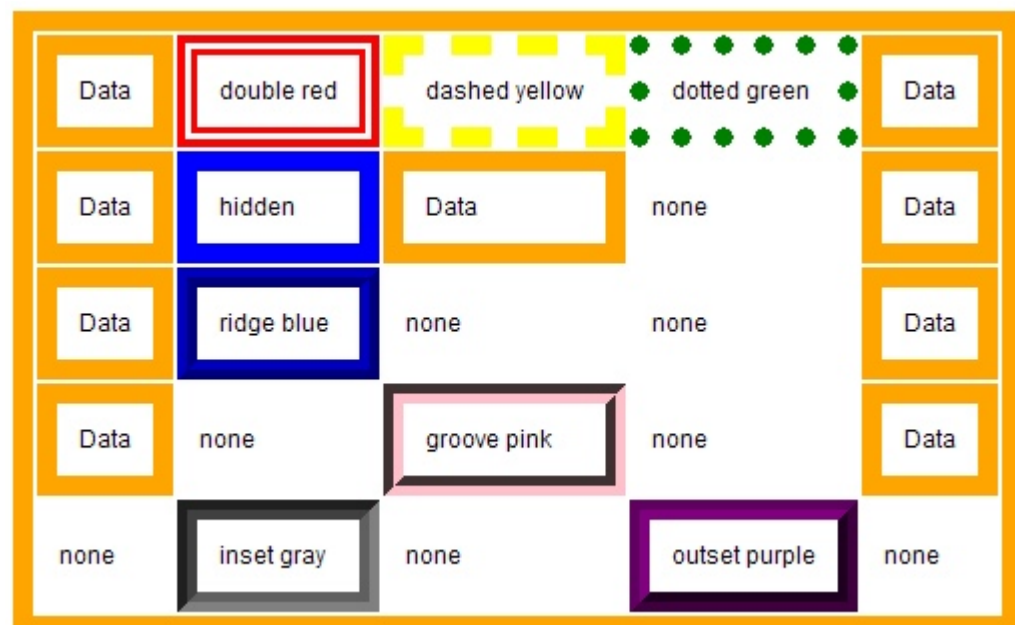 Data double red dashed yellow dotted green Data
Data hidden Data none Data
Data ridge blue none none Data
Data none groove pink none Data
none inset gray none outset purple none